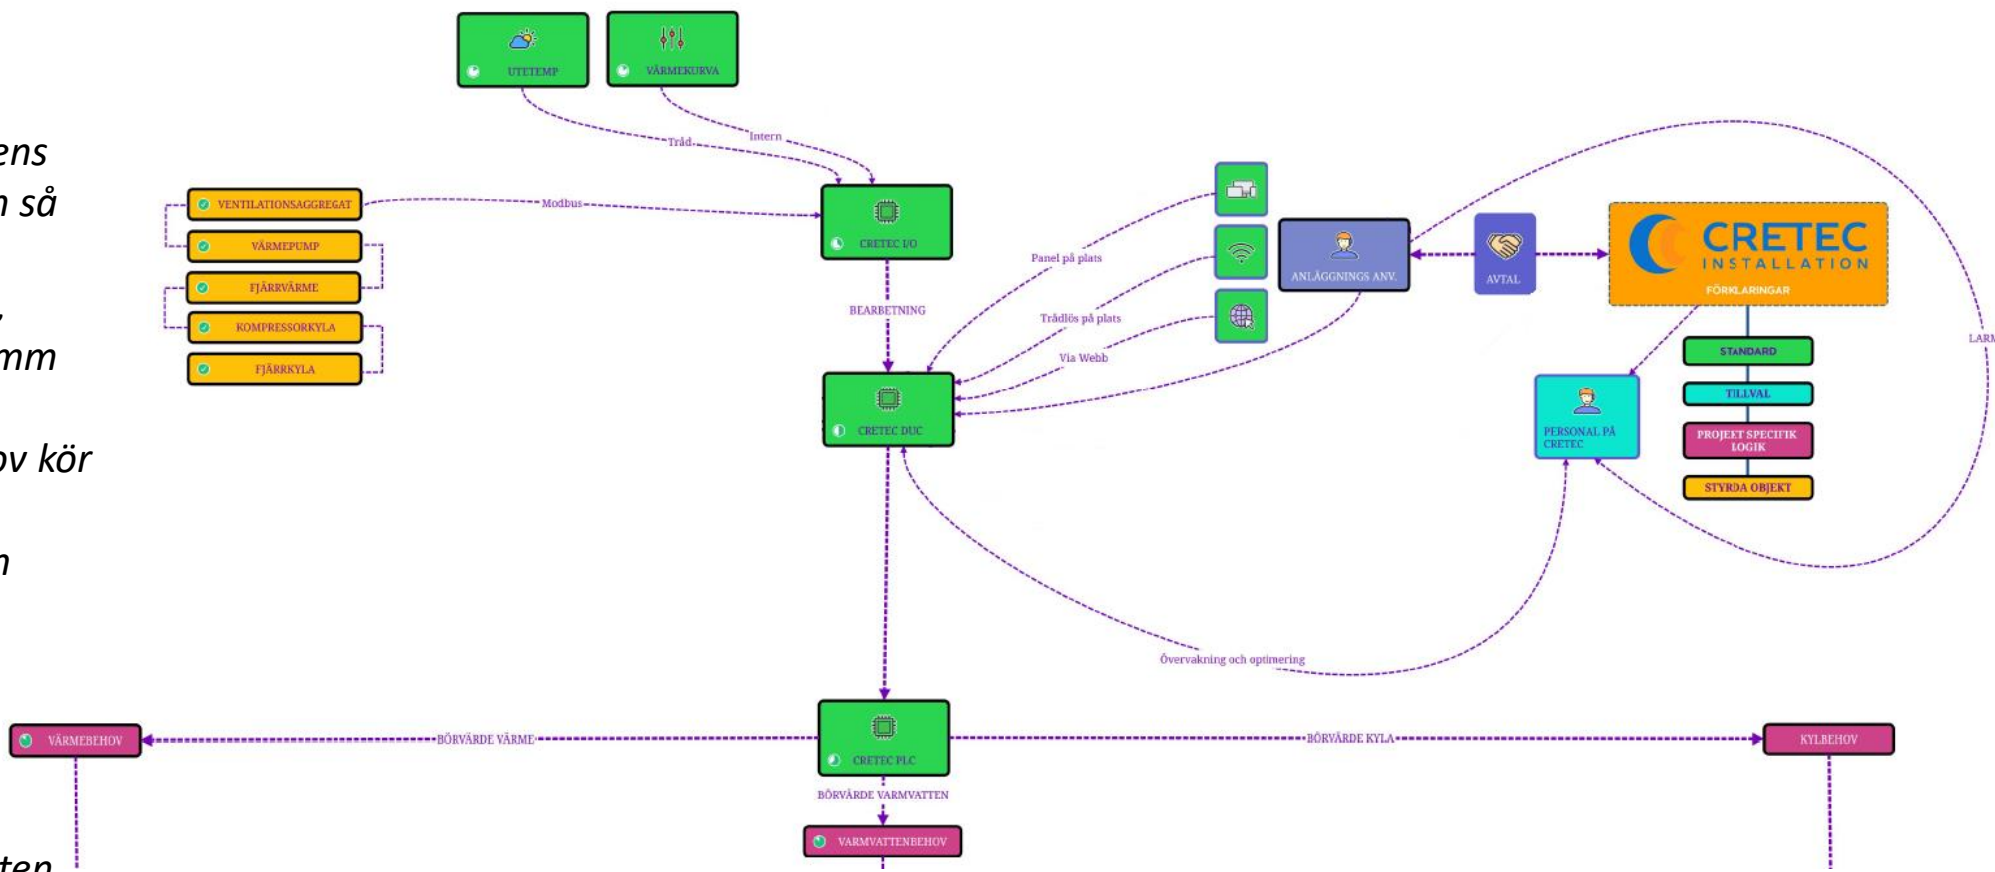 ens
n så
mm
ov kör
n
ten
UTETEMP
VÄRMEKURVA
Tråd
Intern
VENTILATIONSAGGREGAT
VÄRMEPUMP
FJÄRRVÄRME
KOMPRESSORKYLA
FJÄRRKYLA
Modbus
CRETEC I/O
BEARBETNING
CRETEC DUC
Panel på plats
Trådlös på plats
Via Webb
ANLÄGGNINGS ANV.
AVTAL
CRETEC
INSTALLATION
FÖRKLARINGAR
STANDARD
TILLVAL
PROJEKT SPECIFIK
LOGIK
STYRDA OBJEKT
PERSONAL PÅ
CRETEC
LARM
Övervakning och optimering
VÄRMEBEHOV
BÖRVÄRDE VÄRME
CRETEC PLC
BÖRVÄRDE KYLA
KYLBEHOV
BÖRVÄRDE VARMVATTEN
VARMVATTENBEHOV